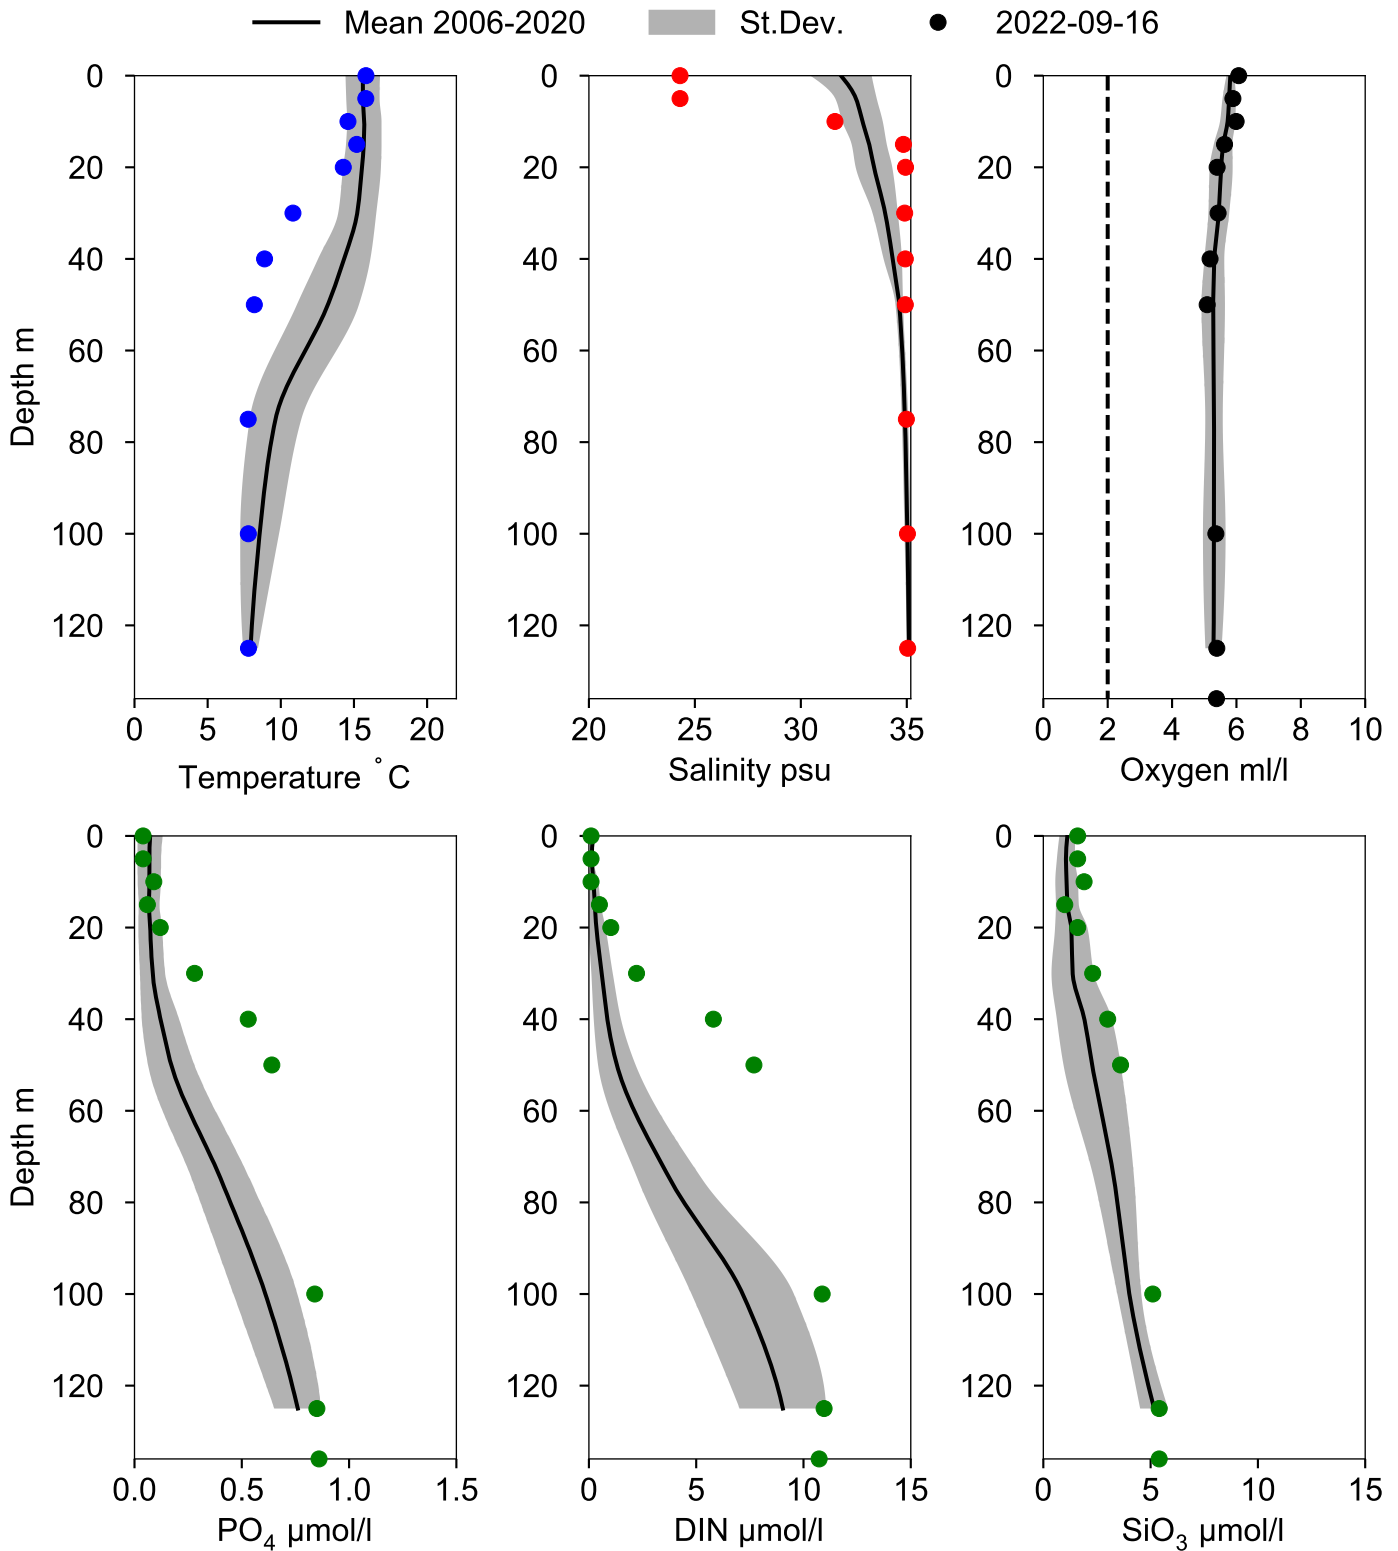 Mean 2006-2020 St.Dev. 2022-09-16
0 0 0
20 20 20
40 40 40
60 60 60
80 80 80
100 100 100
120 120 120
Depth m
0 5 10 15 20 20 25 30 35 0 2 4 6 8 10
Temperature °C Salinity psu Oxygen ml/l
0 0 0
20 20 20
40 40 40
60 60 60
80 80 80
100 100 100
120 120 120
Depth m
0.0 0.5 1.0 1.5 0 5 10 15 0 5 10 15
PO₄ µmol/l DIN µmol/l SiO₃ µmol/l